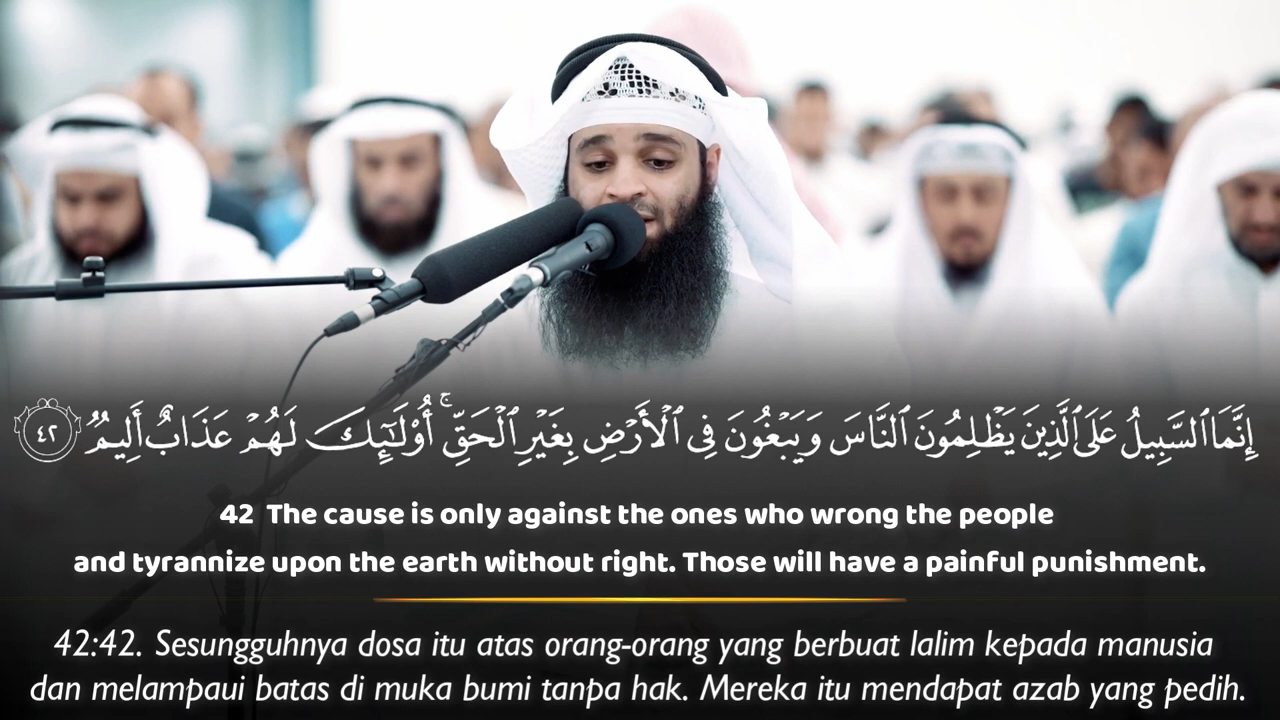 إِنَّمَا ٱلسَّبِيلُ عَلَى ٱلَّذِينَ يَظْلِمُونَ ٱلنَّاسَ وَيَبْغُونَ فِى ٱلْأَرْضِ بِغَيْرِ ٱلْحَقِّ ۚ أُو۟لَـٰٓئِكَ لَهُمْ عَذَابٌ أَلِيمٌ ٤٢
42 The cause is only against the ones who wrong the people
and tyrannize upon the earth without right. Those will have a painful punishment.
42:42. Sesungguhnya dosa itu atas orang-orang yang berbuat lalim kepada manusia
dan melampaui batas di muka bumi tanpa hak. Mereka itu mendapat azab yang pedih.